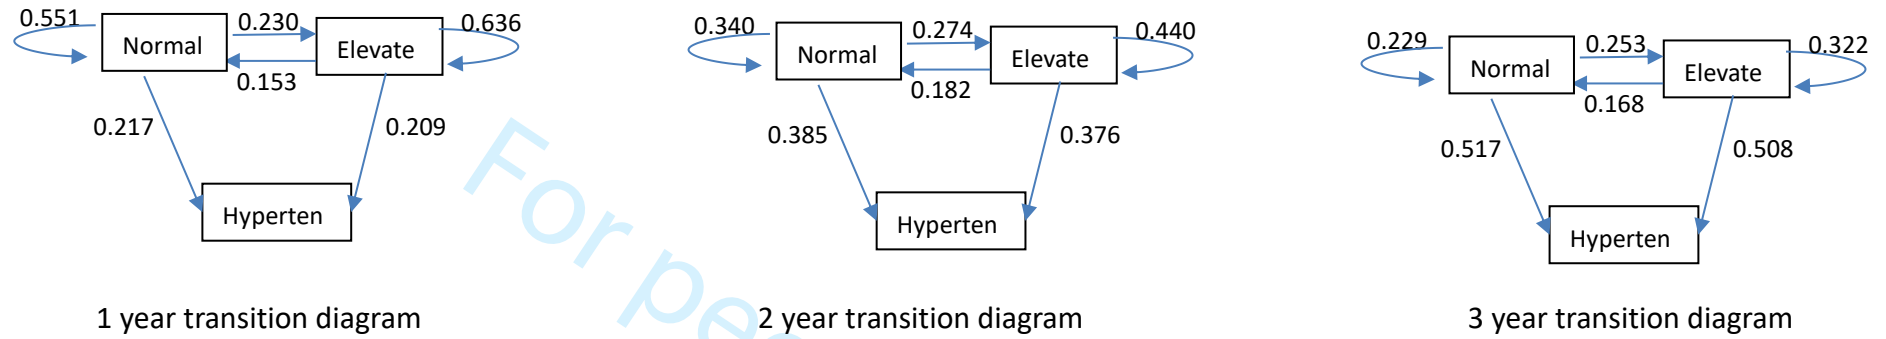 0.551
0.230
0.636
Normal
Elevate
0.153
0.217
0.209
Hyperten
1 year transition diagram
0.340
0.274
0.440
Normal
Elevate
0.182
0.385
0.376
Hyperten
2 year transition diagram
0.229
0.253
0.322
Normal
Elevate
0.168
0.517
0.508
Hyperten
3 year transition diagram
For pee